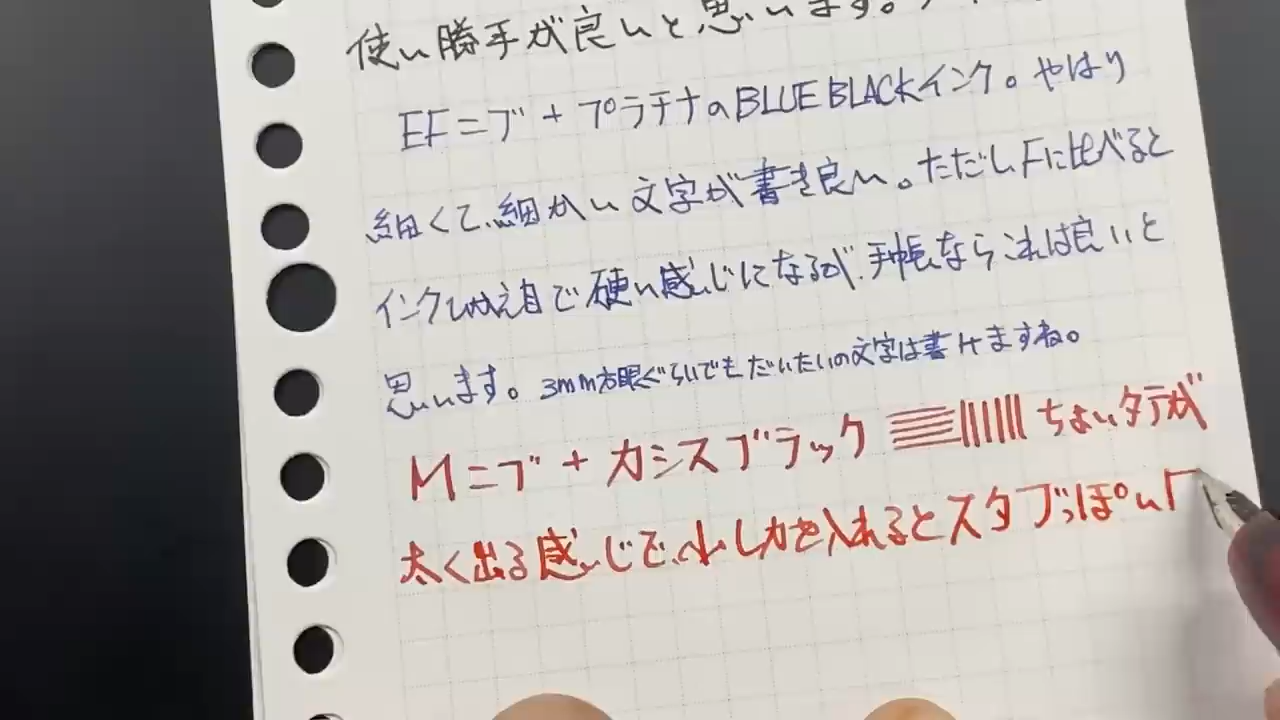 使い勝手が良いと思います。
EFニブ + プラチナのBLUE BLACKインク。やはり
細くて、細かい文字が書き良い。ただしFに比べると
インクひかえ目で硬い感じになるが、手帳ならこれは良いと
思います。3mm方眼ぐらいでもだいたいの文字は書けますね。
Mニブ + カシスブラック ちょいタテが
太く出る感じで、少し力を入れるとスタブっぽい